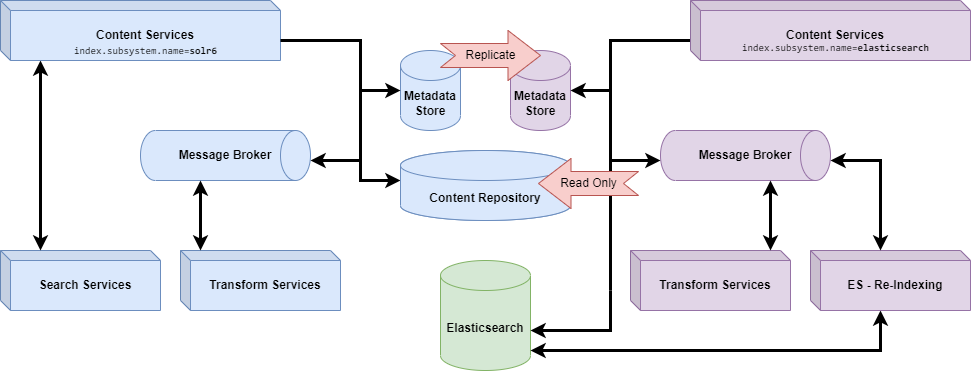 Content Services
index.subsystem.name=solr6
Content Services
index.subsystem.name=elasticsearch
Replicate
Metadata
Store
Metadata
Store
Message Broker
Message Broker
Read Only
Content Repository
Search Services
Transform Services
Transform Services
ES - Re-Indexing
Elasticsearch